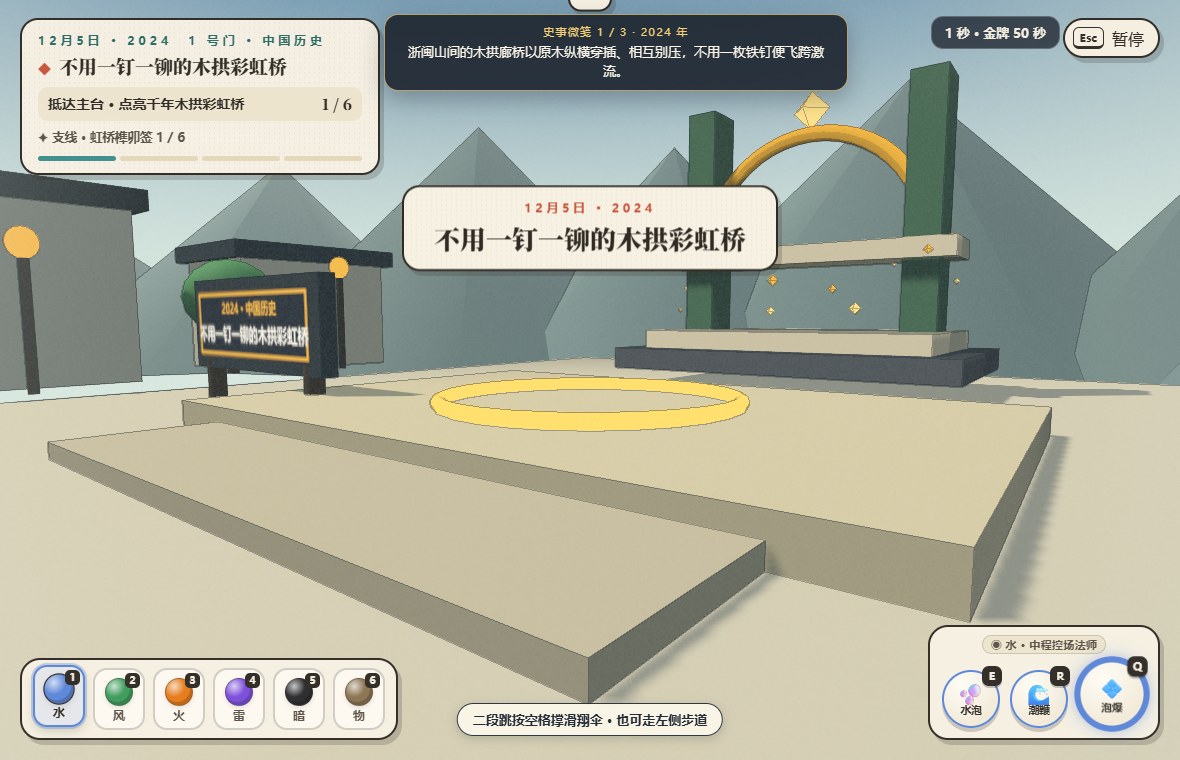 12月5日 • 2024 1 号门 • 中国历史
不用一钉一铆的木拱彩虹桥
抵达主台 • 点亮千年木拱彩虹桥 1 / 6
支线 • 虹桥榫卯签 1 / 6
史事微笺 1 / 3 · 2024 年
浙闽山间的木拱廊桥以原木纵横穿插、相互别压，不用一枚铁钉便飞跨激
流。
1 秒 • 金牌 50 秒
Esc 暂停
12月5日 • 2024
不用一钉一铆的木拱彩虹桥
2024 • 中国历史
不用一钉一铆的木拱彩虹桥
1 水
2 风
3 火
4 雷
5 暗
6 物
二段跳按空格撑滑翔伞 • 也可走左侧步道
水 • 中程控场法师
E 水泡
R 潮鞭
Q 泡爆